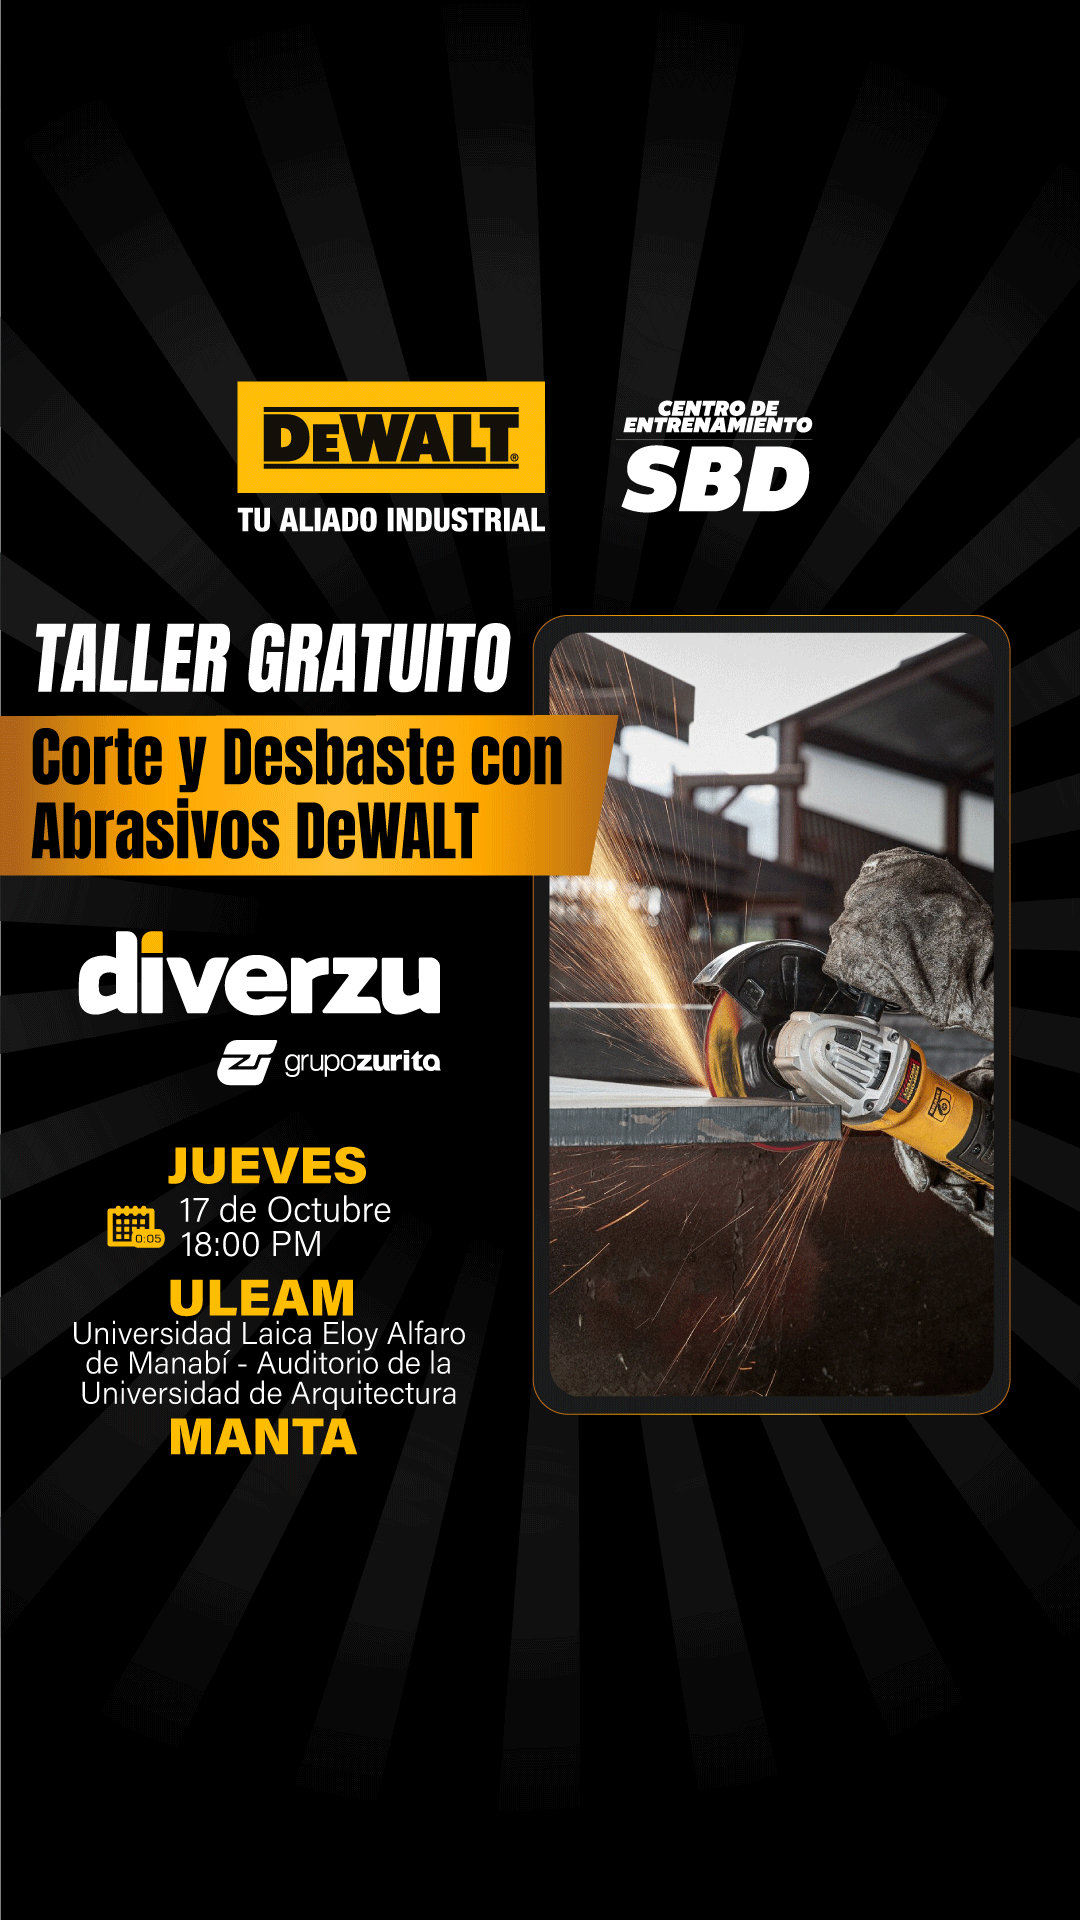 DEWALT®
TU ALIADO INDUSTRIAL
CENTRO DE
ENTRENAMIENTO
SBD
TALLER GRATUITO
Corte y Desbaste con
Abrasivos DeWALT
diverzu
grupozurita
JUEVES
17 de Octubre
0:05
18:00 PM
ULEAM
Universidad Laica Eloy Alfaro
de Manabí - Auditorio de la
Universidad de Arquitectura
MANTA